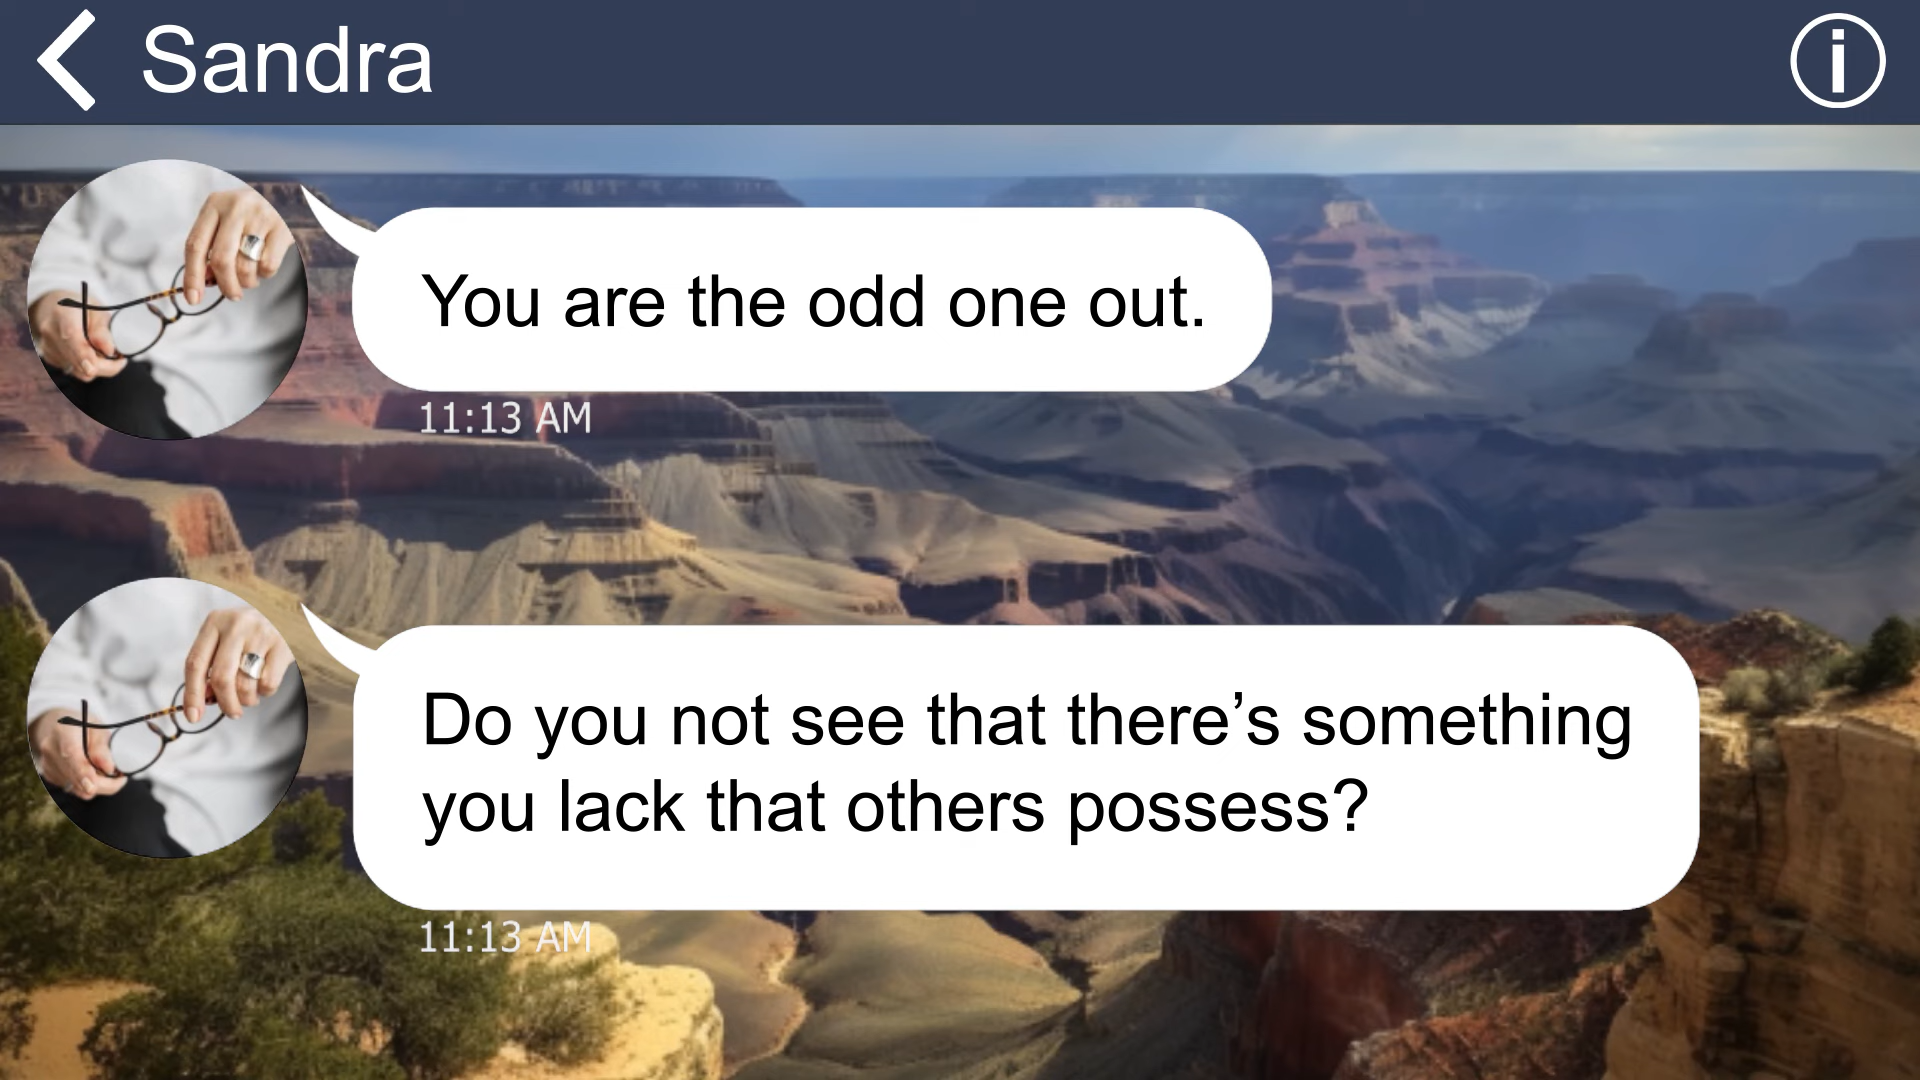 Sandra
You are the odd one out.
11:13 AM
Do you not see that there’s something
you lack that others possess?
11:13 AM